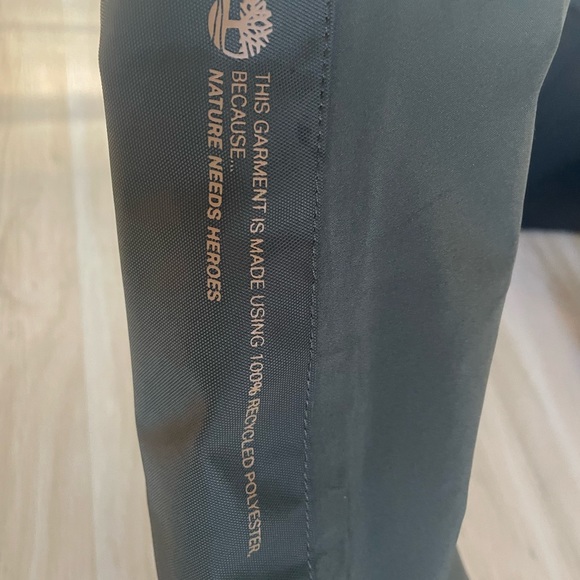 THIS GARMENT IS MADE USING 100% RECYCLED POLYESTER,
BECAUSE...
NATURE NEEDS HEROES